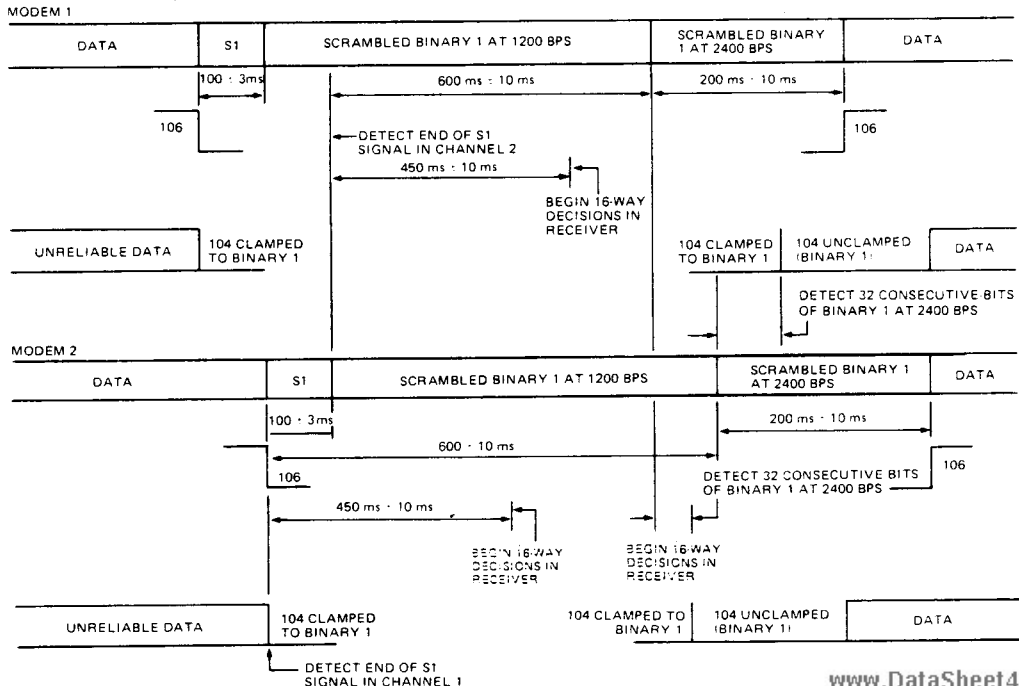 MODEM 1
DATA
S1
SCRAMBLED BINARY 1 AT 1200 BPS
SCRAMBLED BINARY
1 AT 2400 BPS
DATA
100 ± 3ms
600 ms ± 10 ms
200 ms ± 10 ms
106
DETECT END OF S1
SIGNAL IN CHANNEL 2
106
450 ms ± 10 ms
BEGIN 16-WAY
DECISIONS IN
RECEIVER
UNRELIABLE DATA
104 CLAMPED
TO BINARY 1
104 CLAMPED
TO BINARY 1
104 UNCLAMPED
(BINARY 1)
DATA
DETECT 32 CONSECUTIVE BITS
OF BINARY 1 AT 2400 BPS
MODEM 2
DATA
S1
SCRAMBLED BINARY 1 AT 1200 BPS
SCRAMBLED BINARY 1
AT 2400 BPS
DATA
100 ± 3ms
200 ms ± 10 ms
600 ± 10 ms
106
DETECT 32 CONSECUTIVE BITS
OF BINARY 1 AT 2400 BPS
106
450 ms ± 10 ms
BEGIN 16-WAY
DECISIONS IN
RECEIVER
BEGIN 16-WAY
DECISIONS IN
RECEIVER
UNRELIABLE DATA
104 CLAMPED
TO BINARY 1
104 CLAMPED TO
BINARY 1
104 UNCLAMPED
(BINARY 1)
DATA
DETECT END OF S1
SIGNAL IN CHANNEL 1
www.DataSheet4